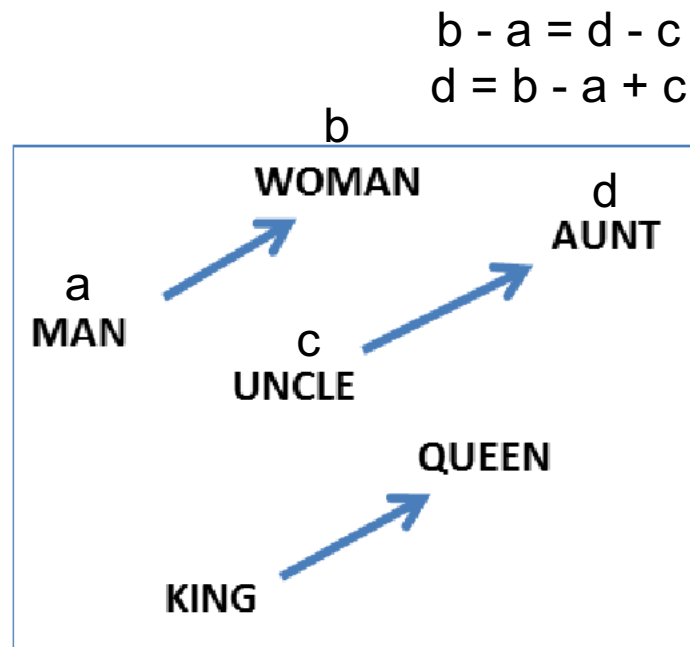 b - a = d - c
d = b - a + c
b
WOMAN
d
AUNT
a
MAN
c
UNCLE
QUEEN
KING